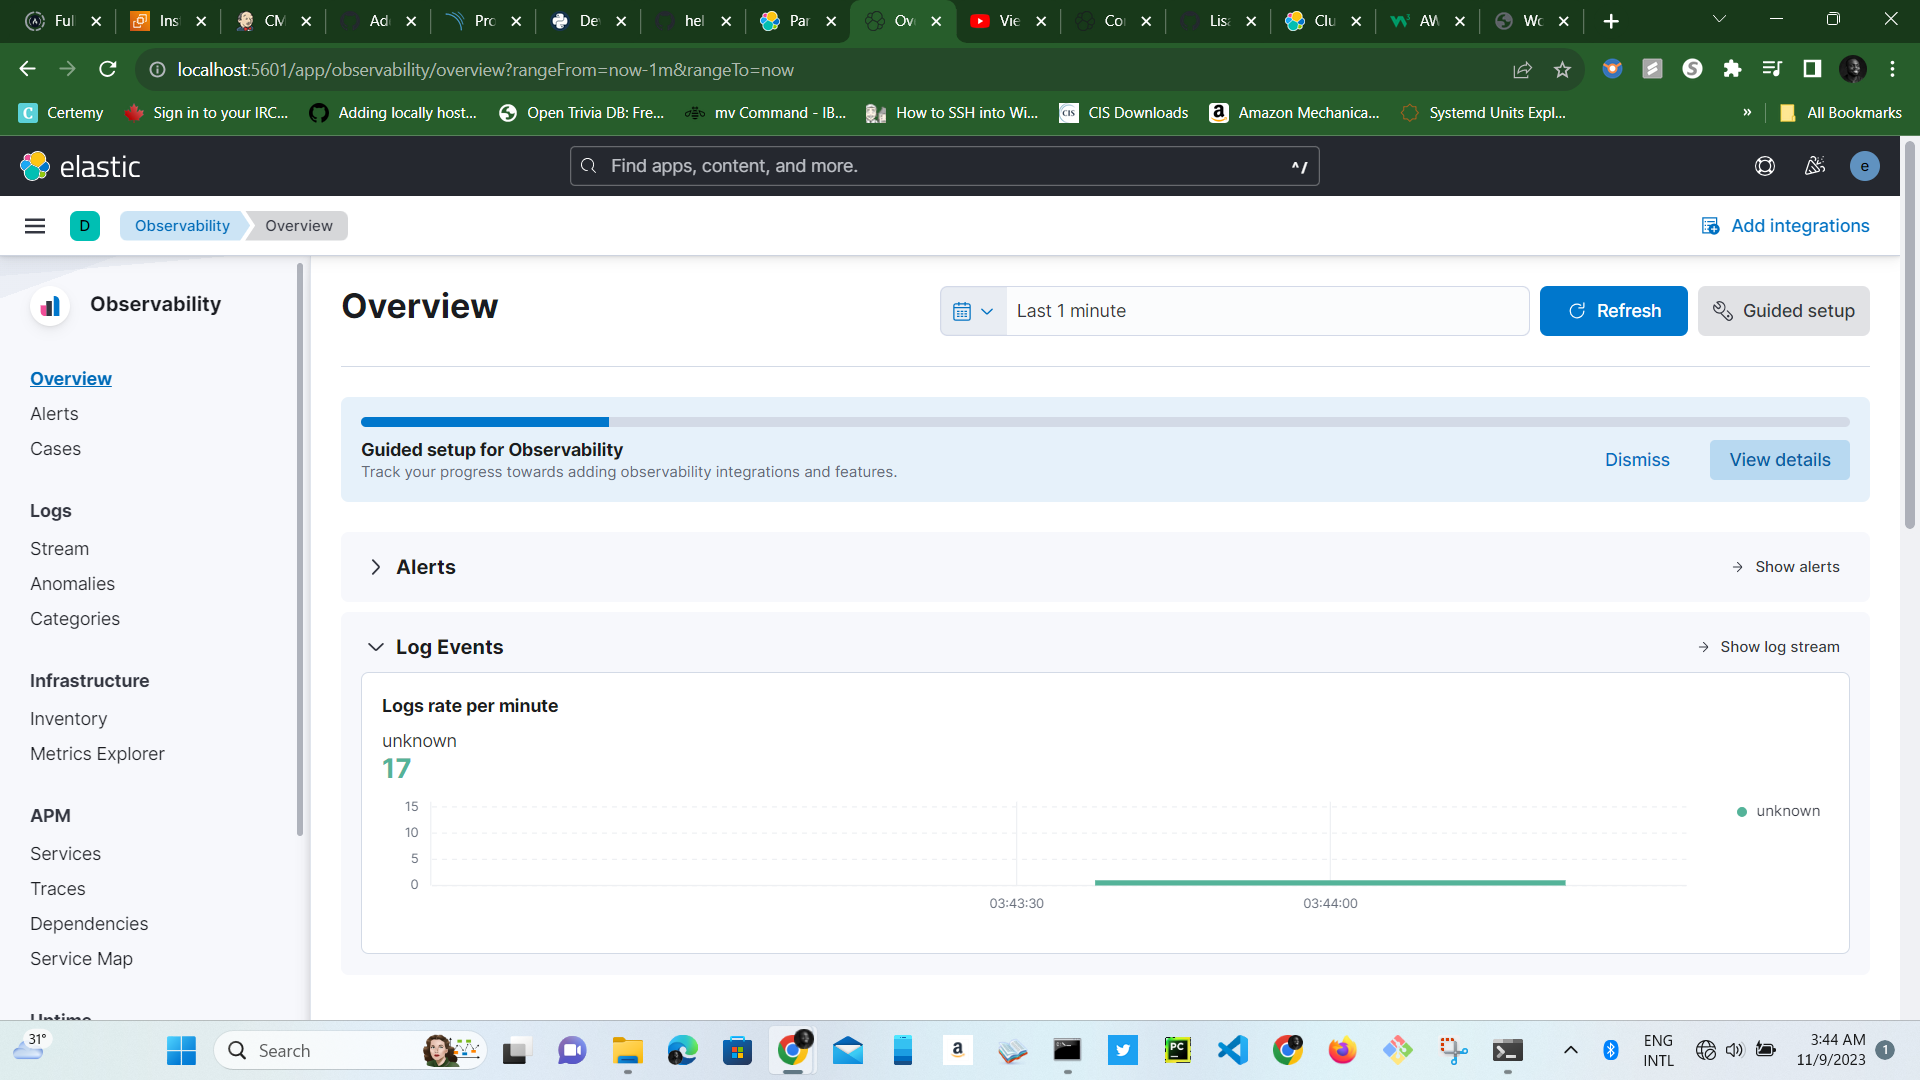 Ful
Ins
CM
Ad
Pro
De
hel
Par
Ov
Vie
Co
Lis
Clu
AW
Wo
localhost:5601/app/observability/overview?rangeFrom=now-1m&rangeTo=now
Certemy
Sign in to your IRC...
Adding locally host...
Open Trivia DB: Fre...
mv Command - IB...
How to SSH into Wi...
CIS Downloads
Amazon Mechanica...
Systemd Units Expl...
»
All Bookmarks
elastic
Find apps, content, and more.
^/
e
D
Observability
Overview
Add integrations
Observability
Overview
Alerts
Cases
Logs
Stream
Anomalies
Categories
Infrastructure
Inventory
Metrics Explorer
APM
Services
Traces
Dependencies
Service Map
Uptime
Overview
Last 1 minute
Refresh
Guided setup
Guided setup for Observability
Track your progress towards adding observability integrations and features.
Dismiss
View details
Alerts
Show alerts
Log Events
Show log stream
Logs rate per minute
unknown
17
15
10
5
0
03:43:30
03:44:00
unknown
31°
Search
ENG
INTL
3:44 AM
11/9/2023
1